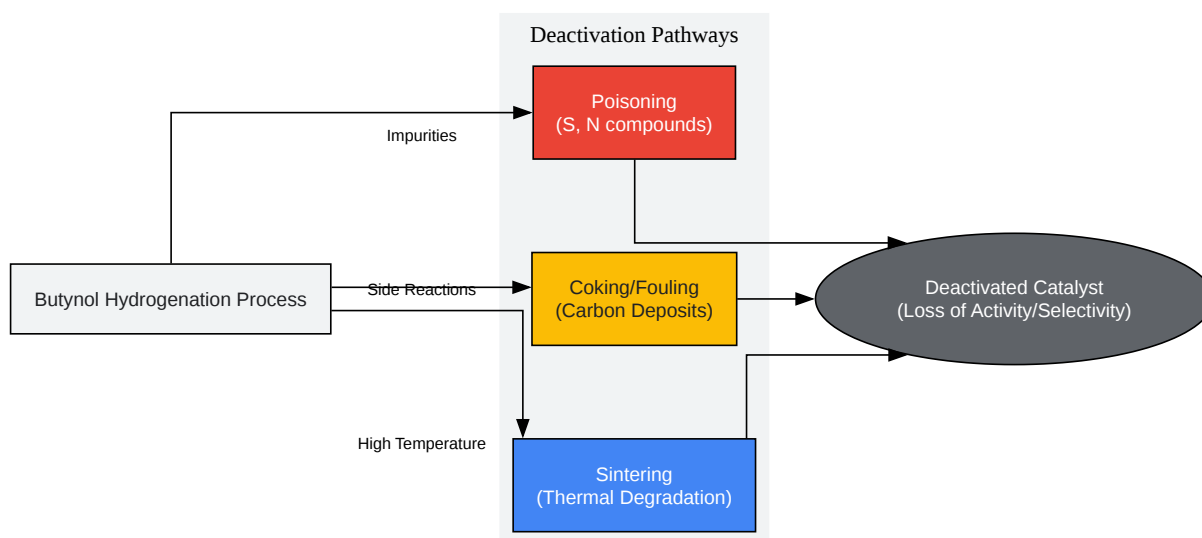 Deactivation Pathways
Poisoning
(S, N compounds)
Impurities
Butynol Hydrogenation Process
Side Reactions
Coking/Fouling
(Carbon Deposits)
Deactivated Catalyst
(Loss of Activity/Selectivity)
High Temperature
Sintering
(Thermal Degradation)